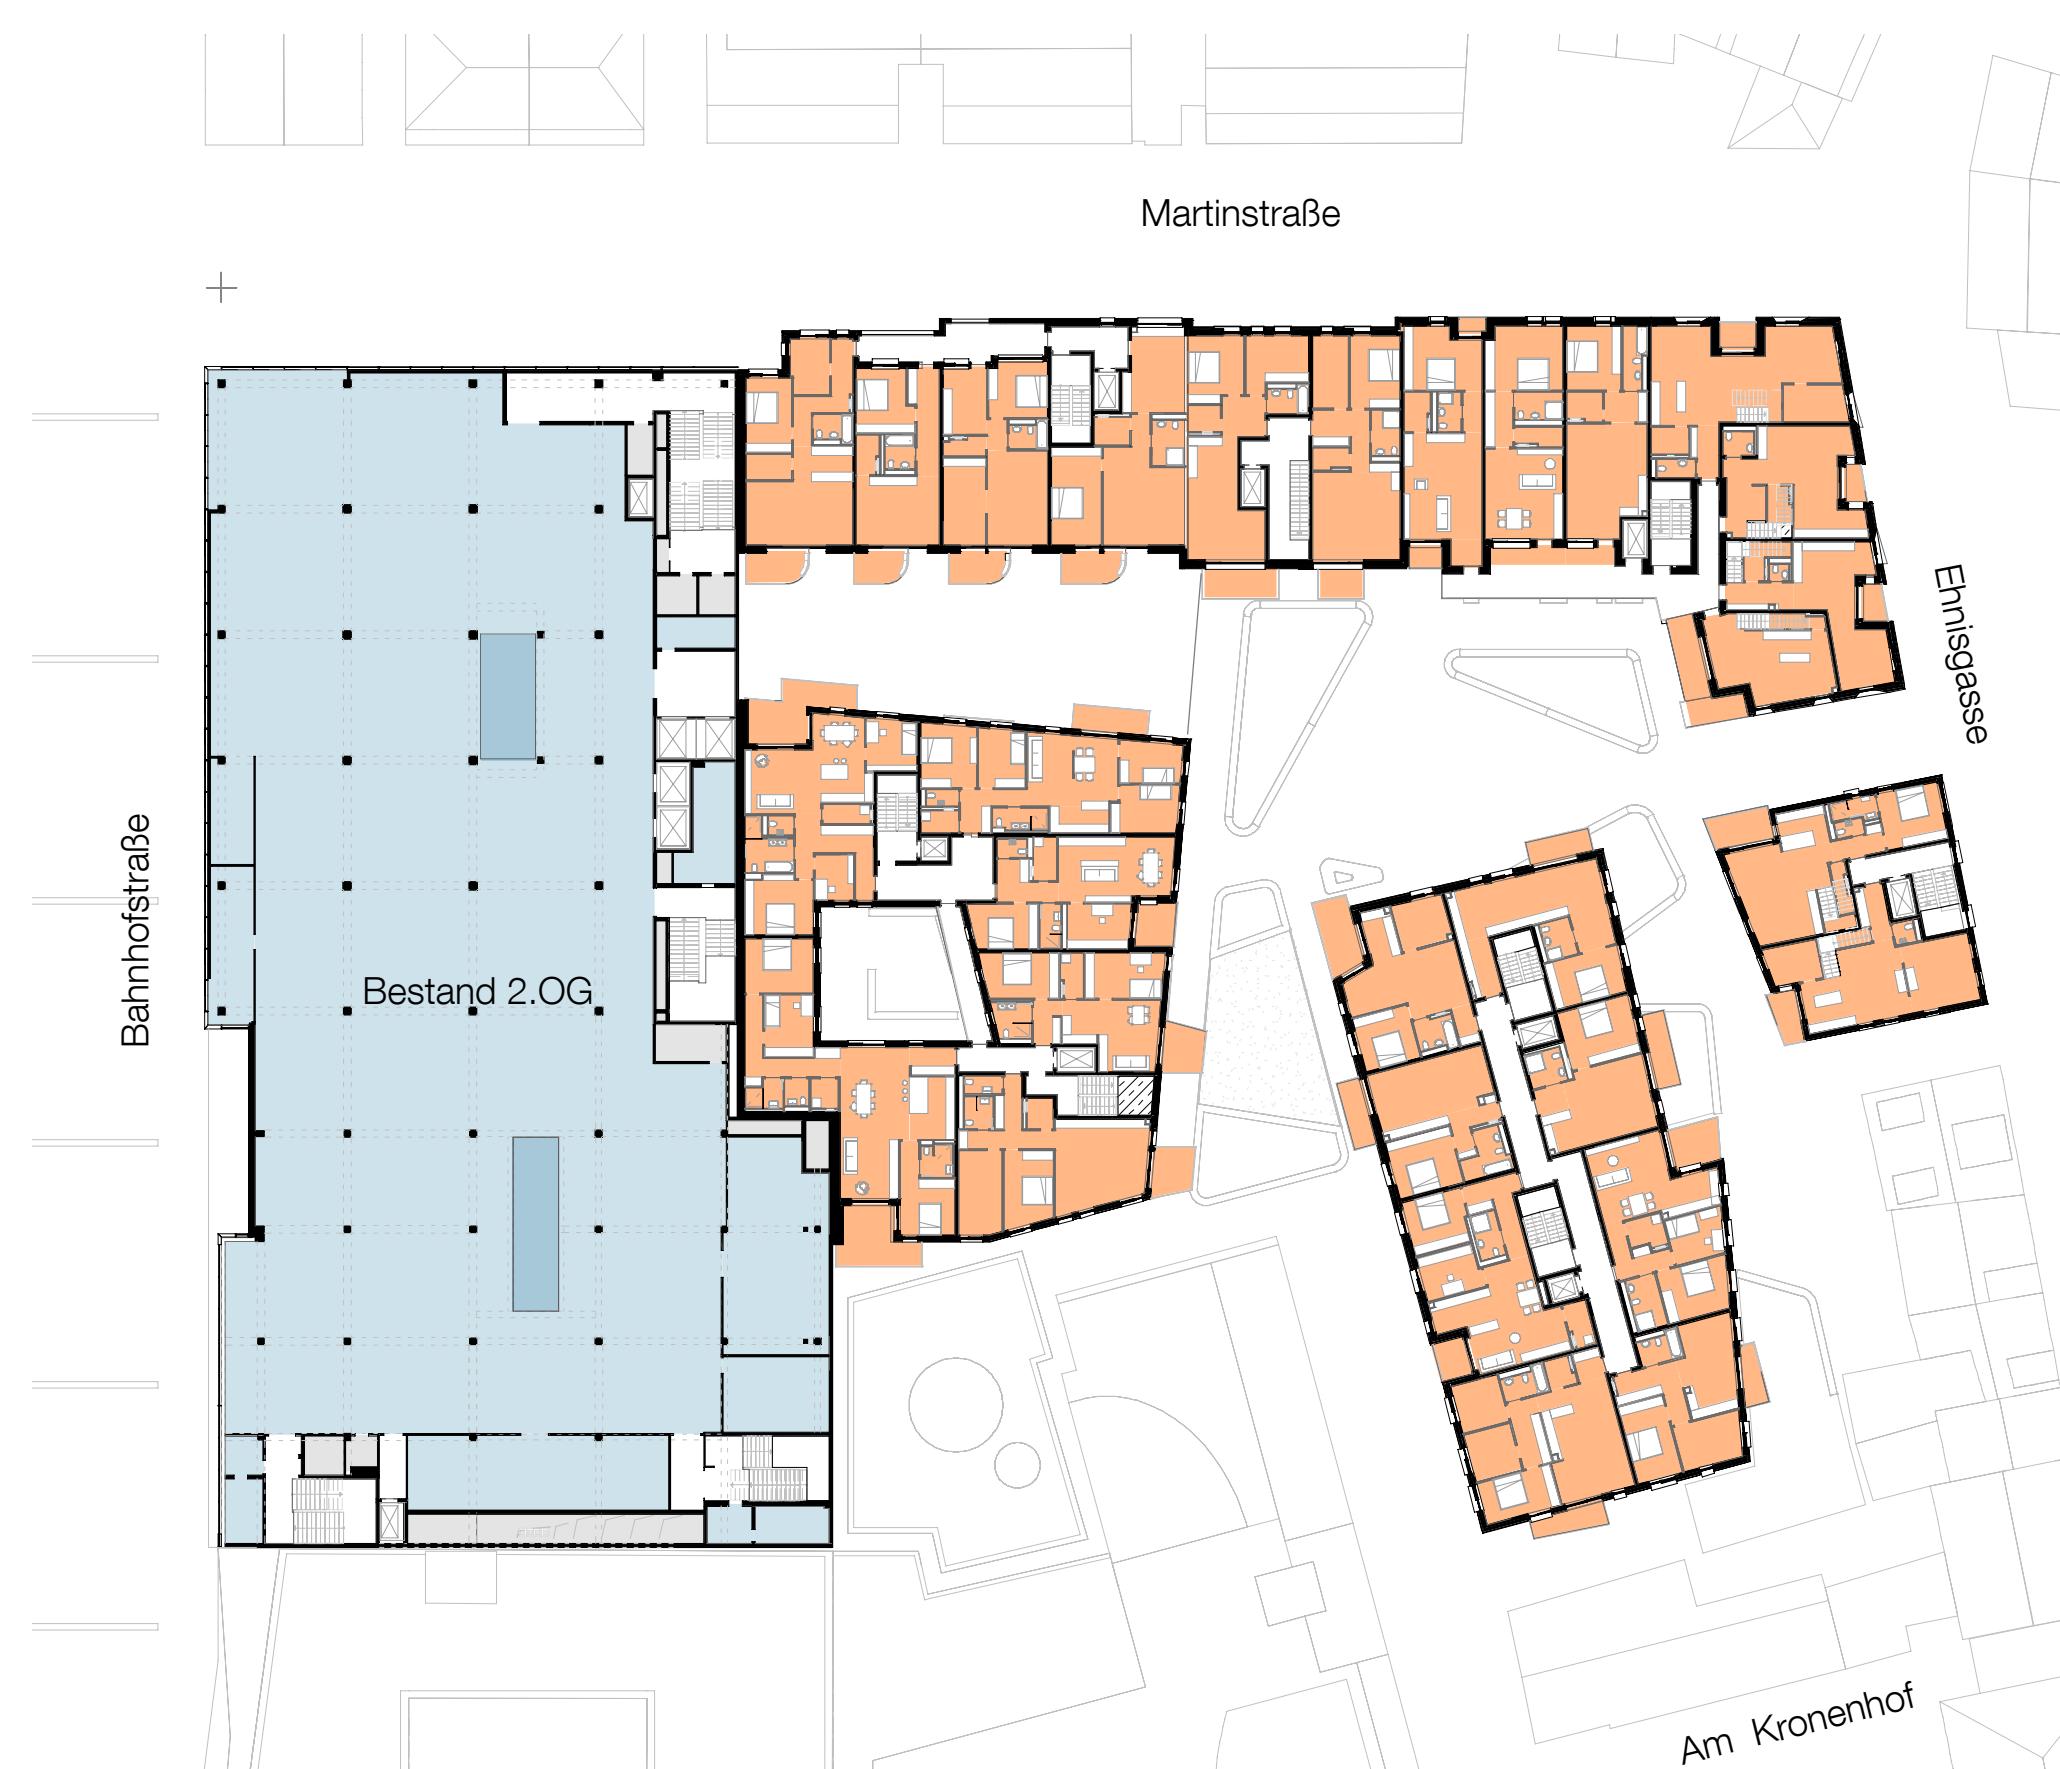 Martinstraße
Ehnisgasse
Bahnhofstraße
Bestand 2.OG
Am Kronenhof